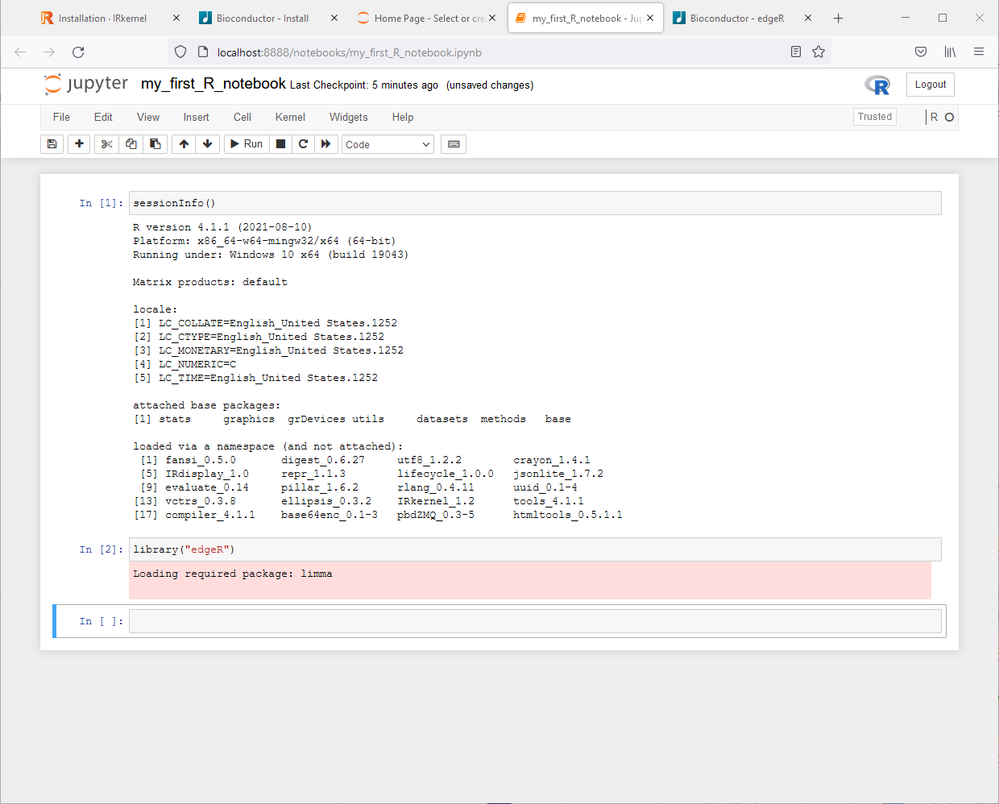 Installation · IRkernel
Bioconductor - Install
Home Page - Select or cre
my_first_R_notebook - Jup
Bioconductor - edgeR
localhost:8888/notebooks/my_first_R_notebook.ipynb
jupyter my_first_R_notebook Last Checkpoint: 5 minutes ago (unsaved changes)
R
Logout
File Edit View Insert Cell Kernel Widgets Help
Trusted
R
Run
Code
In [1]: sessionInfo()
R version 4.1.1 (2021-08-10)
Platform: x86_64-w64-mingw32/x64 (64-bit)
Running under: Windows 10 x64 (build 19043)
Matrix products: default
locale:
[1] LC_COLLATE=English_United States.1252
[2] LC_CTYPE=English_United States.1252
[3] LC_MONETARY=English_United States.1252
[4] LC_NUMERIC=C
[5] LC_TIME=English_United States.1252
attached base packages:
[1] stats graphics grDevices utils datasets methods base
loaded via a namespace (and not attached):
[1] fansi_0.5.0 digest_0.6.27 utf8_1.2.2 crayon_1.4.1
[5] IRdisplay_1.0 repr_1.1.3 lifecycle_1.0.0 jsonlite_1.7.2
[9] evaluate_0.14 pillar_1.6.2 rlang_0.4.11 uuid_0.1-4
[13] vctrs_0.3.8 ellipsis_0.3.2 IRkernel_1.2 tools_4.1.1
[17] compiler_4.1.1 base64enc_0.1-3 pbdZMQ_0.3-5 htmltools_0.5.1.1
In [2]: library("edgeR")
Loading required package: limma
In [ ]: